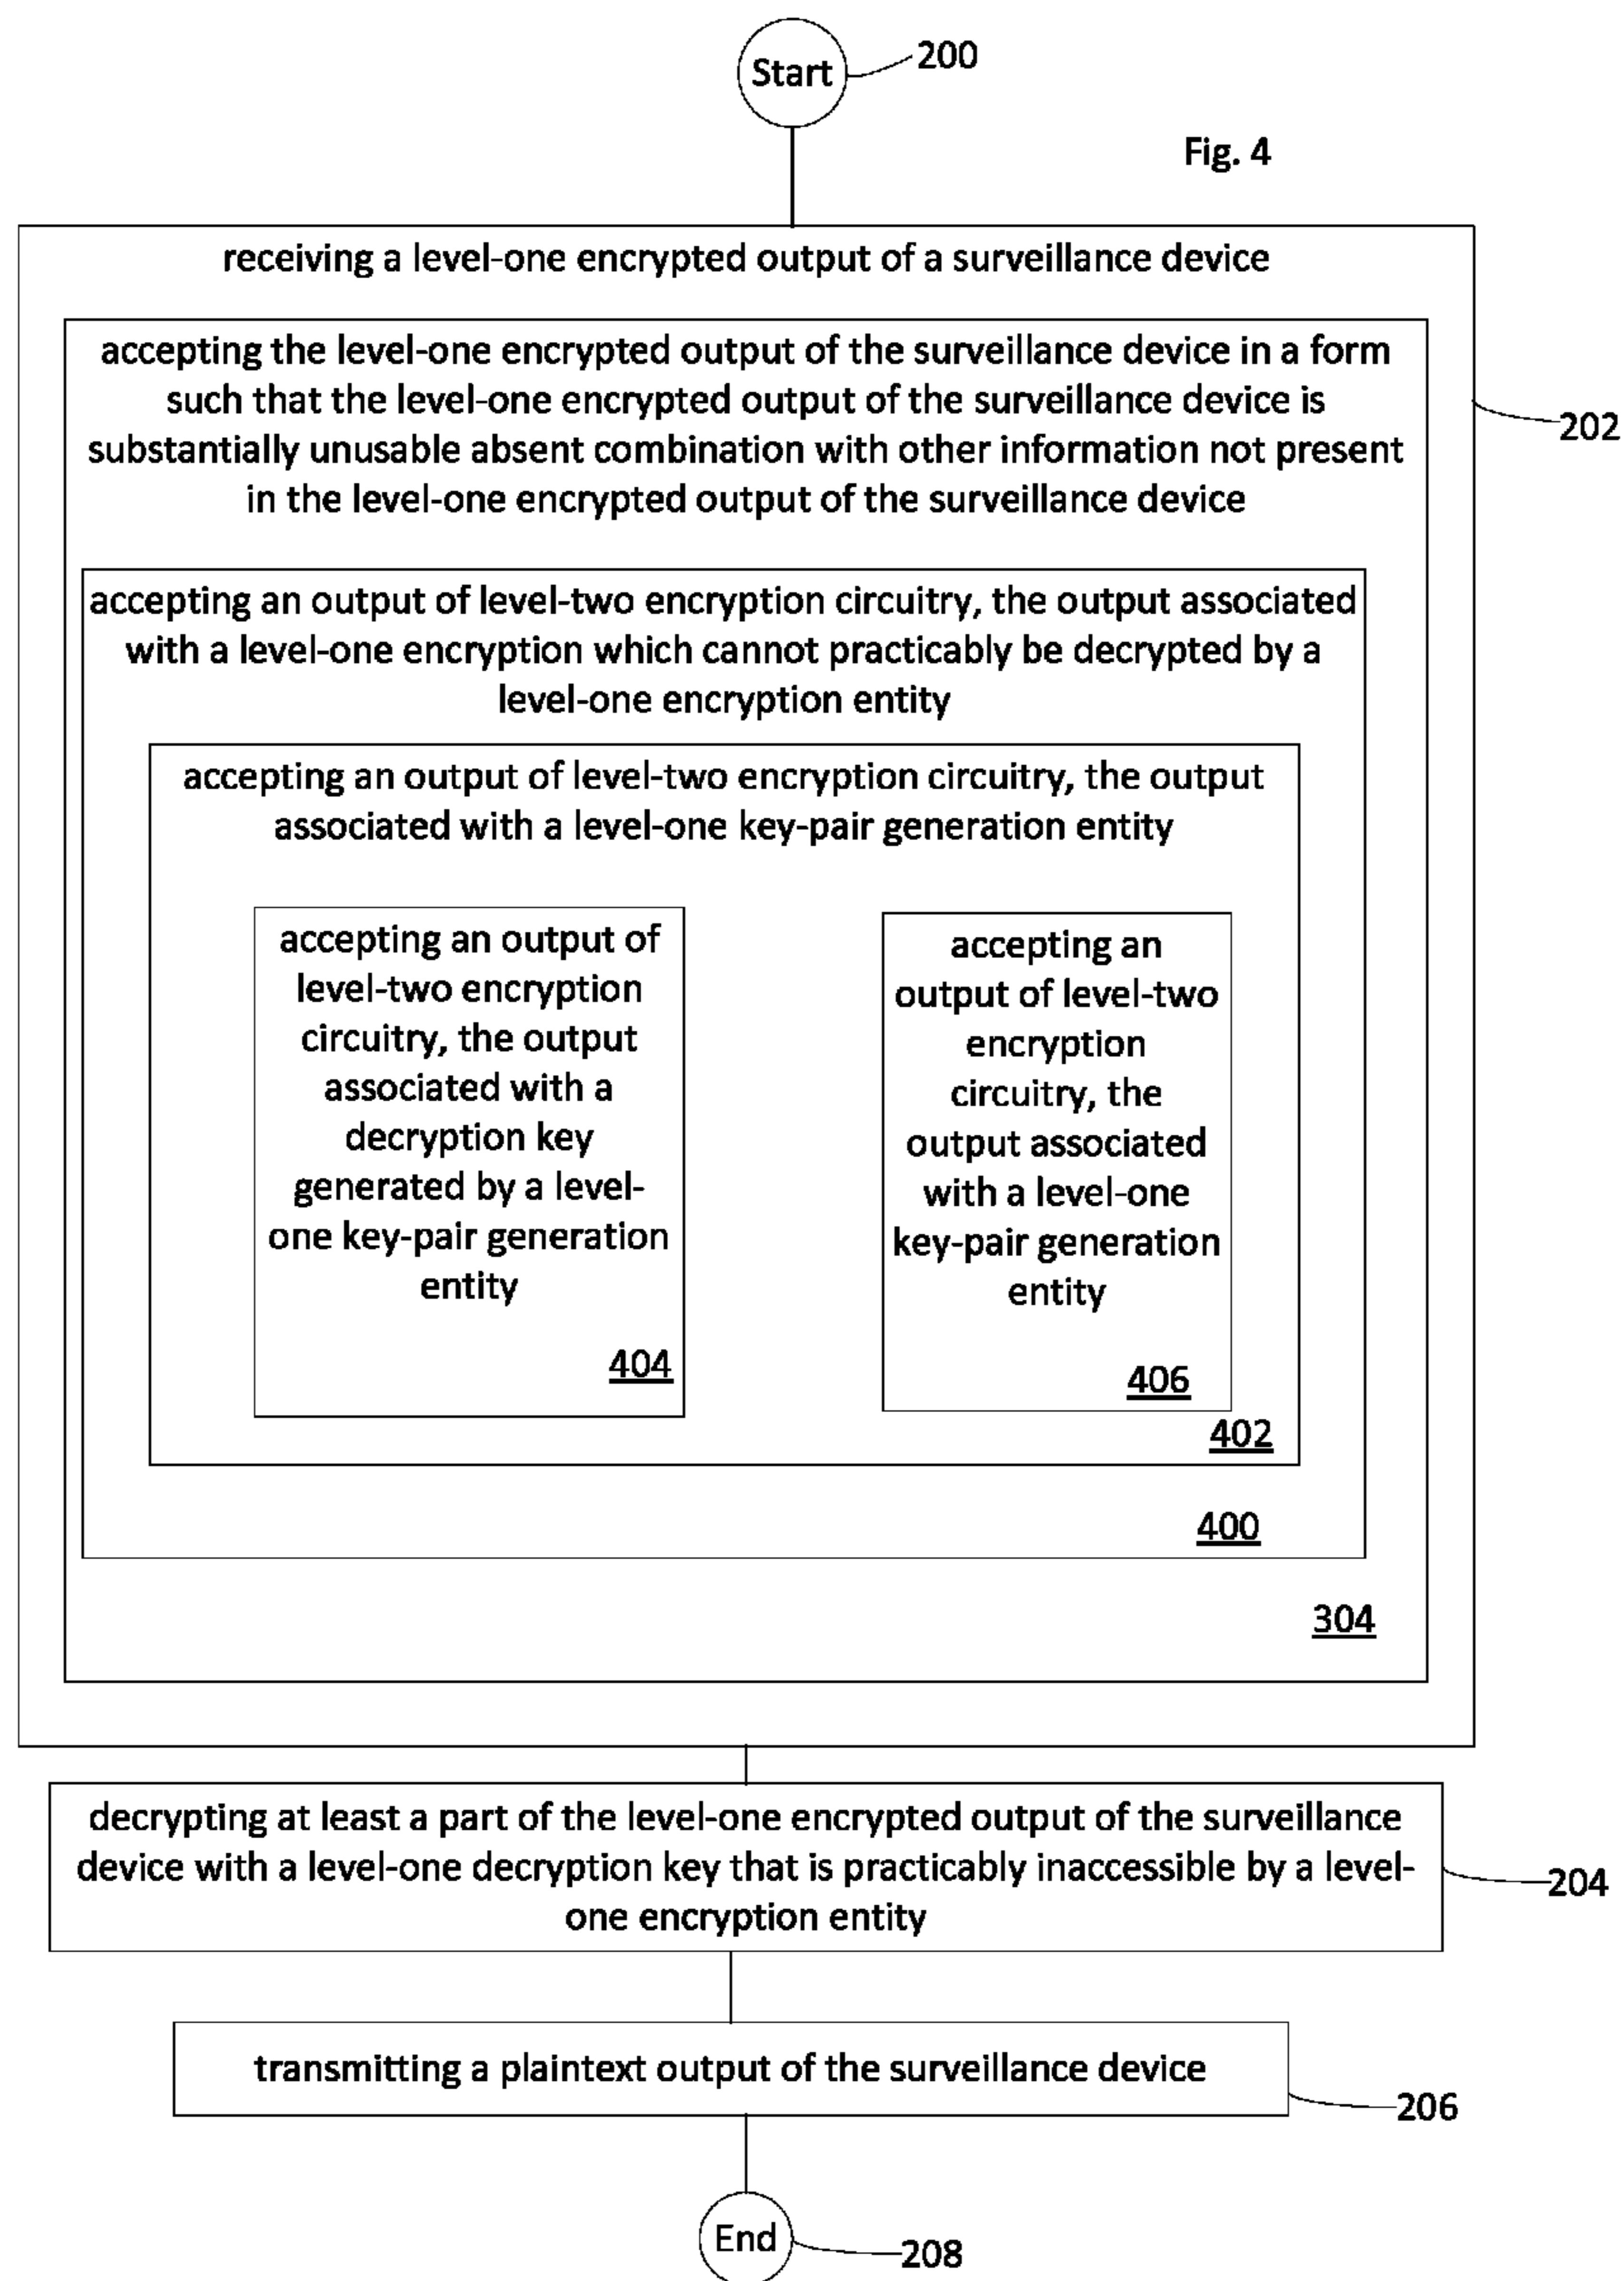 Start
200
Fig. 4
receiving a level-one encrypted output of a surveillance device
accepting the level-one encrypted output of the surveillance device in a form
such that the level-one encrypted output of the surveillance device is
substantially unusable absent combination with other information not present
in the level-one encrypted output of the surveillance device
202
accepting an output of level-two encryption circuitry, the output associated
with a level-one encryption which cannot practicably be decrypted by a
level-one encryption entity
accepting an output of level-two encryption circuitry, the output
associated with a level-one key-pair generation entity
accepting an output of
level-two encryption
circuitry, the output
associated with a
decryption key
generated by a level-
one key-pair generation
entity
404
accepting an
output of level-two
encryption
circuitry, the
output associated
with a level-one
key-pair generation
entity
406
402
400
304
decrypting at least a part of the level-one encrypted output of the surveillance
device with a level-one decryption key that is practicably inaccessible by a level-
one encryption entity
204
transmitting a plaintext output of the surveillance device
206
End
208